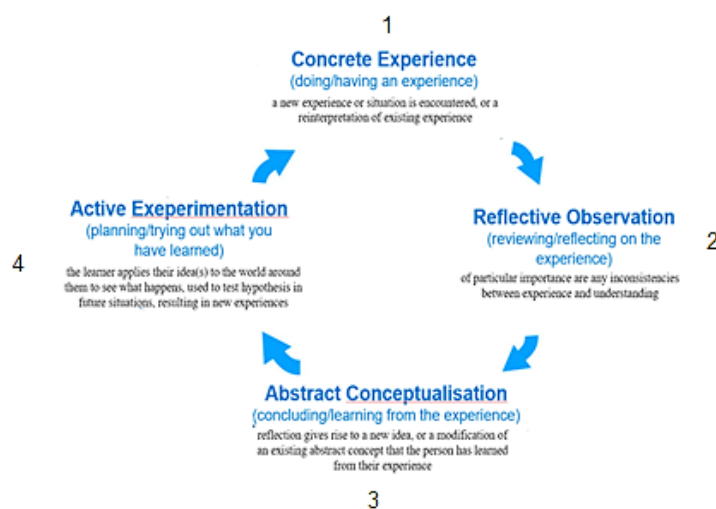 1
Concrete Experience
(doing/having an experience)
a new experience or situation is encountered, or a
reinterpretation of existing experience
Reflective Observation
(reviewing/reflecting on the
experience)
of particular importance are any inconsistencies
between experience and understanding
2
Abstract Conceptualisation
(concluding/learning from the experience)
reflection gives rise to a new idea, or a modification of
an existing abstract concept that the person has learned
from their experience
3
Active Exeperimentation
(planning/trying out what you
have learned)
the learner applies their idea(s) to the world around
them to see what happens, used to test hypothesis in
future situations, resulting in new experiences
4